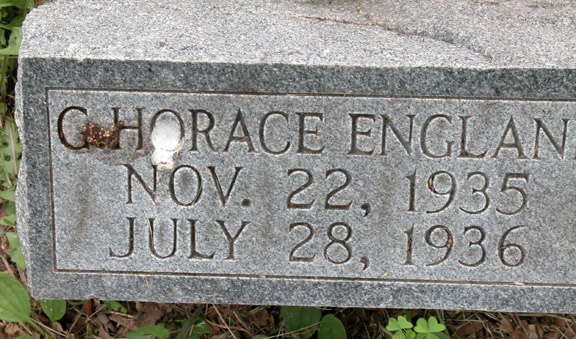 C. HORACE ENGLAN
NOV. 22, 1935
JULY 28, 1936